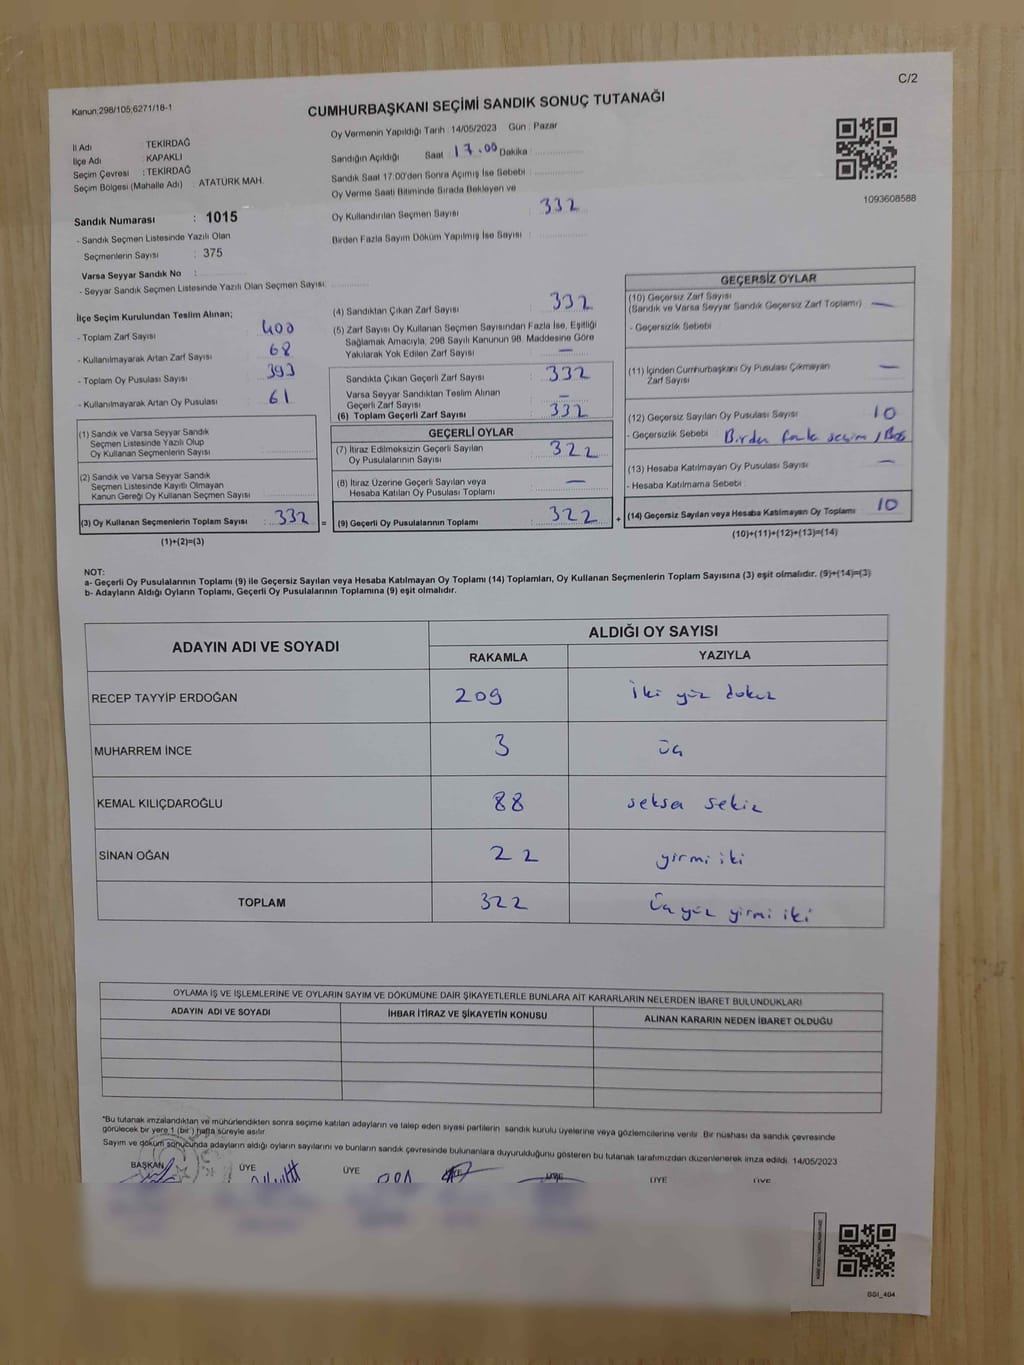 C/2
Kanun;298/105;6271/18-1
CUMHURBAŞKANI SEÇİMİ SANDIK SONUÇ TUTANAĞI
İl Adı : TEKİRDAĞ
İlçe Adı : KAPAKLI
Seçim Çevresi : TEKİRDAĞ
Seçim Bölgesi (Mahalle Adı) : ATATÜRK MAH.
Oy Vermenin Yapıldığı Tarih : 14/05/2023 Gün : Pazar
Sandığın Açıldığı Saat 17.00 Dakika :
Sandık Saat 17:00'den Sonra Açımış İse Sebebi
Oy Verme Saati Bitiminde Sırada Bekleyen ve
Oy Kullandırılan Seçmen Sayısı : 332
Birden Fazla Sayım Döküm Yapılmış İse Sayısı :
1093608588
Sandık Numarası : 1015
- Sandık Seçmen Listesinde Yazılı Olan
Seçmenlerin Sayısı : 375
Varsa Seyyar Sandık No :
- Seyyar Sandık Seçmen Listesinde Yazılı Olan Seçmen Sayısı:
İlçe Seçim Kurulundan Teslim Alınan;
- Toplam Zarf Sayısı : 400
- Kullanılmayarak Artan Zarf Sayısı : 68
- Toplam Oy Pusulası Sayısı : 393
- Kullanılmayarak Artan Oy Pusulası : 61
(4) Sandıktan Çıkan Zarf Sayısı : 332
(5) Zarf Sayısı Oy Kullanan Seçmen Sayısından Fazla İse, Eşitliği
Sağlamak Amacıyla, 298 Sayılı Kanunun 98. Maddesine Göre
Yakılarak Yok Edilen Zarf Sayısı : —
Sandıkta Çıkan Geçerli Zarf Sayısı : 332
Varsa Seyyar Sandıktan Teslim Alınan
Geçerli Zarf Sayısı : —
(6) Toplam Geçerli Zarf Sayısı : 332
GEÇERSİZ OYLAR
(10) Geçersiz Zarf Sayısı
(Sandık ve Varsa Seyyar Sandık Geçersiz Zarf Toplamı) : —
- Geçersizlik Sebebi :
(11) İçinden Cumhurbaşkanı Oy Pusulası Çıkmayan
Zarf Sayısı : —
(12) Geçersiz Sayılan Oy Pusulası Sayısı : 10
- Geçersizlik Sebebi : seçim
(13) Hesaba Katılmayan Oy Pusulası Sayısı : —
- Hesaba Katılmama Sebebi :
(14) Geçersiz Sayılan veya Hesaba Katılmayan Oy Toplamı : 10
(10)+(11)+(12)+(13)=(14)
(1) Sandık ve Varsa Seyyar Sandık
Seçmen Listesinde Yazılı Olup
Oy Kullanan Seçmenlerin Sayısı :
(2) Sandık ve Varsa Seyyar Sandık
Seçmen Listesinde Kayıtlı Olmayan
Kanun Gereği Oy Kullanan Seçmen Sayısı :
(3) Oy Kullanan Seçmenlerin Toplam Sayısı : 332 =
(1)+(2)=(3)
GEÇERLİ OYLAR
(7) İtiraz Edilmeksizin Geçerli Sayılan
Oy Pusulalarının Sayısı : 322
(8) İtiraz Üzerine Geçerli Sayılan veya
Hesaba Katılan Oy Pusulası Toplamı : —
(9) Geçerli Oy Pusulalarının Toplamı : 322 +
NOT:
a- Geçerli Oy Pusulalarının Toplamı (9) ile Geçersiz Sayılan veya Hesaba Katılmayan Oy Toplamı (14) Toplamları, Oy Kullanan Seçmenlerin Toplam Sayısına (3) eşit olmalıdır. (9)+(14)=(3)
b- Adayların Aldığı Oyların Toplamı, Geçerli Oy Pusulalarının Toplamına (9) eşit olmalıdır.
ADAYIN ADI VE SOYADI
ALDIĞI OY SAYISI
RAKAMLA YAZIYLA
RECEP TAYYİP ERDOĞAN 209 iki yüz dokuz
MUHARREM İNCE 3 üç
KEMAL KILIÇDAROĞLU 88 seksen sekiz
SİNAN OĞAN 22 yirmi iki
TOPLAM 322 üç yüz yirmi iki
OYLAMA İŞ VE İŞLEMLERİNE VE OYLARIN SAYIM VE DÖKÜMÜNE DAİR ŞİKAYETLERLE BUNLARA AİT KARARLARIN NELERDEN İBARET BULUNDUKLARI
ADAYIN ADI VE SOYADI İHBAR İTİRAZ VE ŞİKAYETİN KONUSU ALINAN KARARIN NEDEN İBARET OLDUĞU
*Bu tutanak imzalandıktan ve mühürlendikten sonra seçime katılan adayların ve talep eden siyasi partilerin sandık kurulu üyelerine veya gözlemcilerine verilir. Bir nüshası da sandık çevresinde
görülecek bir yere 1 (bir) hafta süreyle asılır.
Sayım ve döküm sonucunda adayların aldığı oyların sayılarını ve bunların sandık çevresinde bulunanlara duyurulduğunu gösteren bu tutanak tarafımızdan düzenlenerek imza edildi. 14/05/2023
BAŞKAN ÜYE ÜYE ÜYE ÜYE ÜYE ÜYE